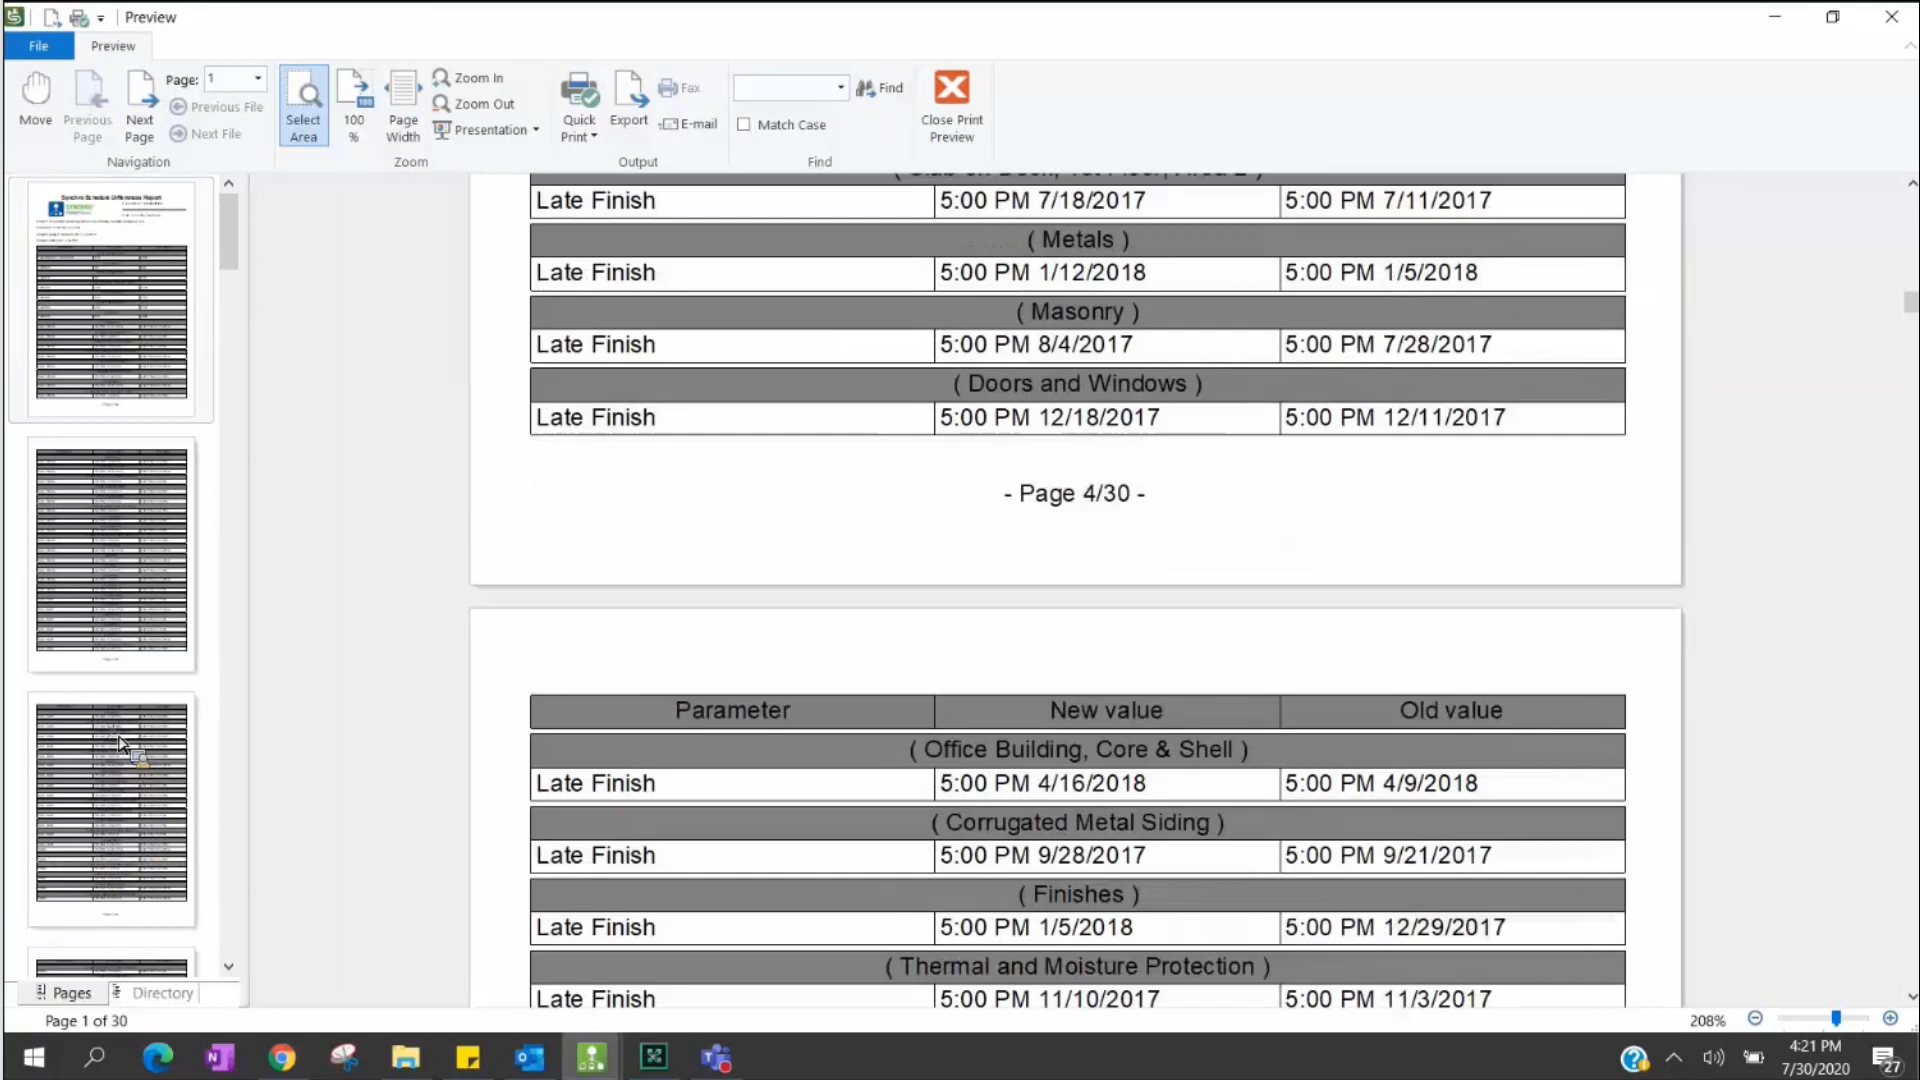 Preview
File
Preview
Move
Previous Page
Next Page
Page: 1
Previous File
Next File
Navigation
Select Area
100 %
Page Width
Zoom In
Zoom Out
Presentation
Zoom
Quick Print
Export
Fax
E-mail
Output
Find
Match Case
Find
Close Print Preview
Synchro Schedule Differences Report
Late Finish 5:00 PM 7/18/2017 5:00 PM 7/11/2017
( Metals )
Late Finish 5:00 PM 1/12/2018 5:00 PM 1/5/2018
( Masonry )
Late Finish 5:00 PM 8/4/2017 5:00 PM 7/28/2017
( Doors and Windows )
Late Finish 5:00 PM 12/18/2017 5:00 PM 12/11/2017
- Page 4/30 -
Parameter New value Old value
( Office Building, Core & Shell )
Late Finish 5:00 PM 4/16/2018 5:00 PM 4/9/2018
( Corrugated Metal Siding )
Late Finish 5:00 PM 9/28/2017 5:00 PM 9/21/2017
( Finishes )
Late Finish 5:00 PM 1/5/2018 5:00 PM 12/29/2017
( Thermal and Moisture Protection )
Late Finish 5:00 PM 11/10/2017 5:00 PM 11/3/2017
Pages Directory
Page 1 of 30
208%
4:21 PM
7/30/2020
27